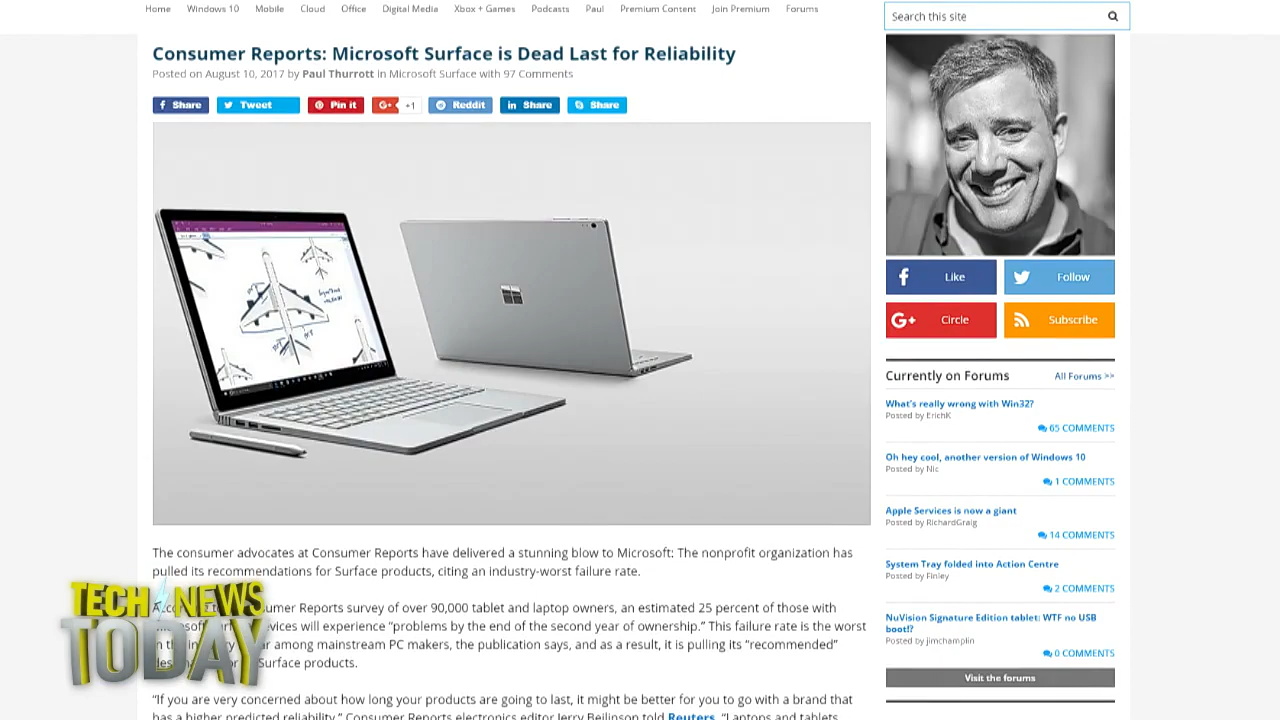 Home Windows 10 Mobile Cloud Office Digital Media Xbox + Games Podcasts Paul Premium Content Join Premium Forums
Search this site
Consumer Reports: Microsoft Surface is Dead Last for Reliability
Posted on August 10, 2017 by Paul Thurrott in Microsoft Surface with 97 Comments
Share Tweet Pin it G+ +1 Reddit Share Share
Like
Follow
Circle
Subscribe
Currently on Forums All Forums >>
What's really wrong with Win32?
Posted by ErichK
65 COMMENTS
Oh hey cool, another version of Windows 10
Posted by Nic
1 COMMENTS
Apple Services is now a giant
Posted by RichardGraig
14 COMMENTS
System Tray folded into Action Centre
Posted by Finley
2 COMMENTS
NuVision Signature Edition tablet: WTF no USB
boot!?
Posted by jimchamplin
0 COMMENTS
Visit the forums
The consumer advocates at Consumer Reports have delivered a stunning blow to Microsoft: The nonprofit organization has
pulled its recommendations for Surface products, citing an industry-worst failure rate.
Reports survey of over 90,000 tablet and laptop owners, an estimated 25 percent of those with
will experience "problems by the end of the second year of ownership." This failure rate is the worst
among mainstream PC makers, the publication says, and as a result, it is pulling its "recommended"
Surface products.
"If you are very concerned about how long your products are going to last, it might be better for you to go with a brand that
has a higher predicted reliability," Consumer Reports electronics editor Jerry Beilinson told Reuters. "Laptops and tablets
TECH NEWS
TODAY